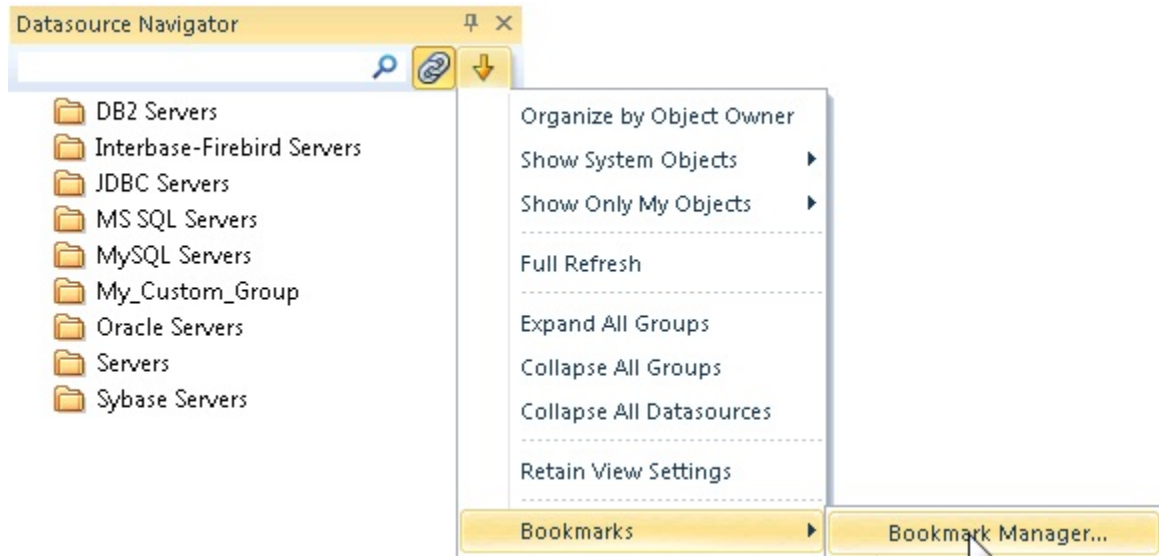 Datasource Navigator
DB2 Servers
Interbase-Firebird Servers
JDBC Servers
MS SQL Servers
MySQL Servers
My_Custom_Group
Oracle Servers
Servers
Sybase Servers
Organize by Object Owner
Show System Objects
Show Only My Objects
Full Refresh
Expand All Groups
Collapse All Groups
Collapse All Datasources
Retain View Settings
Bookmarks
Bookmark Manager...